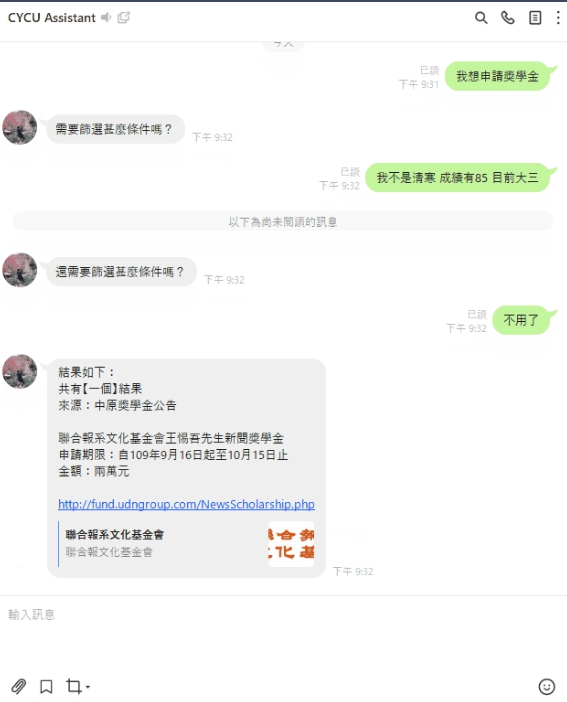 CYCU Assistant
今天
我想申請獎學金
已讀
下午 9:31
需要篩選甚麼條件嗎？
下午 9:32
我不是清寒 成績有85 目前大三
已讀
下午 9:32
以下為尚未閱讀的訊息
還需要篩選甚麼條件嗎？
下午 9:32
不用了
已讀
下午 9:32
結果如下：
共有【一個】結果
來源：中原獎學金公告
聯合報系文化基金會王惕吾先生新聞獎學金
申請期限：自109年9月16日起至10月15日止
金額：兩萬元
http://fund.udngroup.com/NewsScholarship.php
聯合報系文化基金會
聯合報文化基金會
下午 9:32
輸入訊息